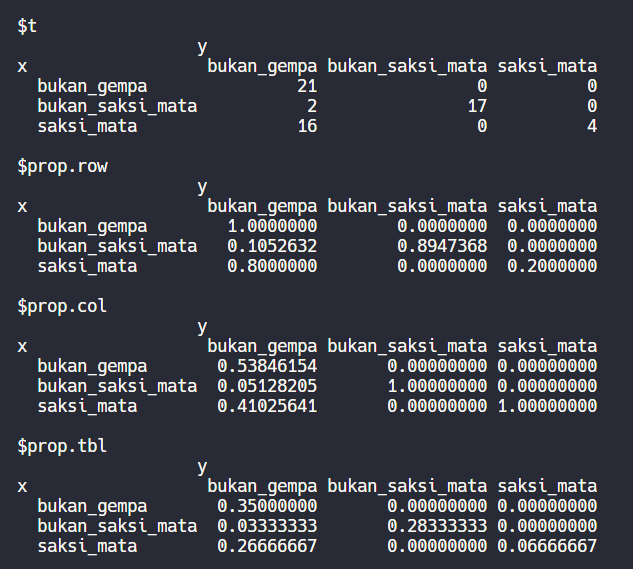 $t
                  y
x                  bukan_gempa bukan_saksi_mata saksi_mata
  bukan_gempa               21                0          0
  bukan_saksi_mata           2               17          0
  saksi_mata                16                0          4

$prop.row
                  y
x                  bukan_gempa bukan_saksi_mata saksi_mata
  bukan_gempa        1.0000000        0.0000000  0.0000000
  bukan_saksi_mata   0.1052632        0.8947368  0.0000000
  saksi_mata         0.8000000        0.0000000  0.2000000

$prop.col
                  y
x                  bukan_gempa bukan_saksi_mata saksi_mata
  bukan_gempa       0.53846154       0.00000000 0.00000000
  bukan_saksi_mata  0.05128205       1.00000000 0.00000000
  saksi_mata        0.41025641       0.00000000 1.00000000

$prop.tbl
                  y
x                  bukan_gempa bukan_saksi_mata saksi_mata
  bukan_gempa       0.35000000       0.00000000 0.00000000
  bukan_saksi_mata  0.03333333       0.28333333 0.00000000
  saksi_mata        0.26666667       0.00000000 0.06666667